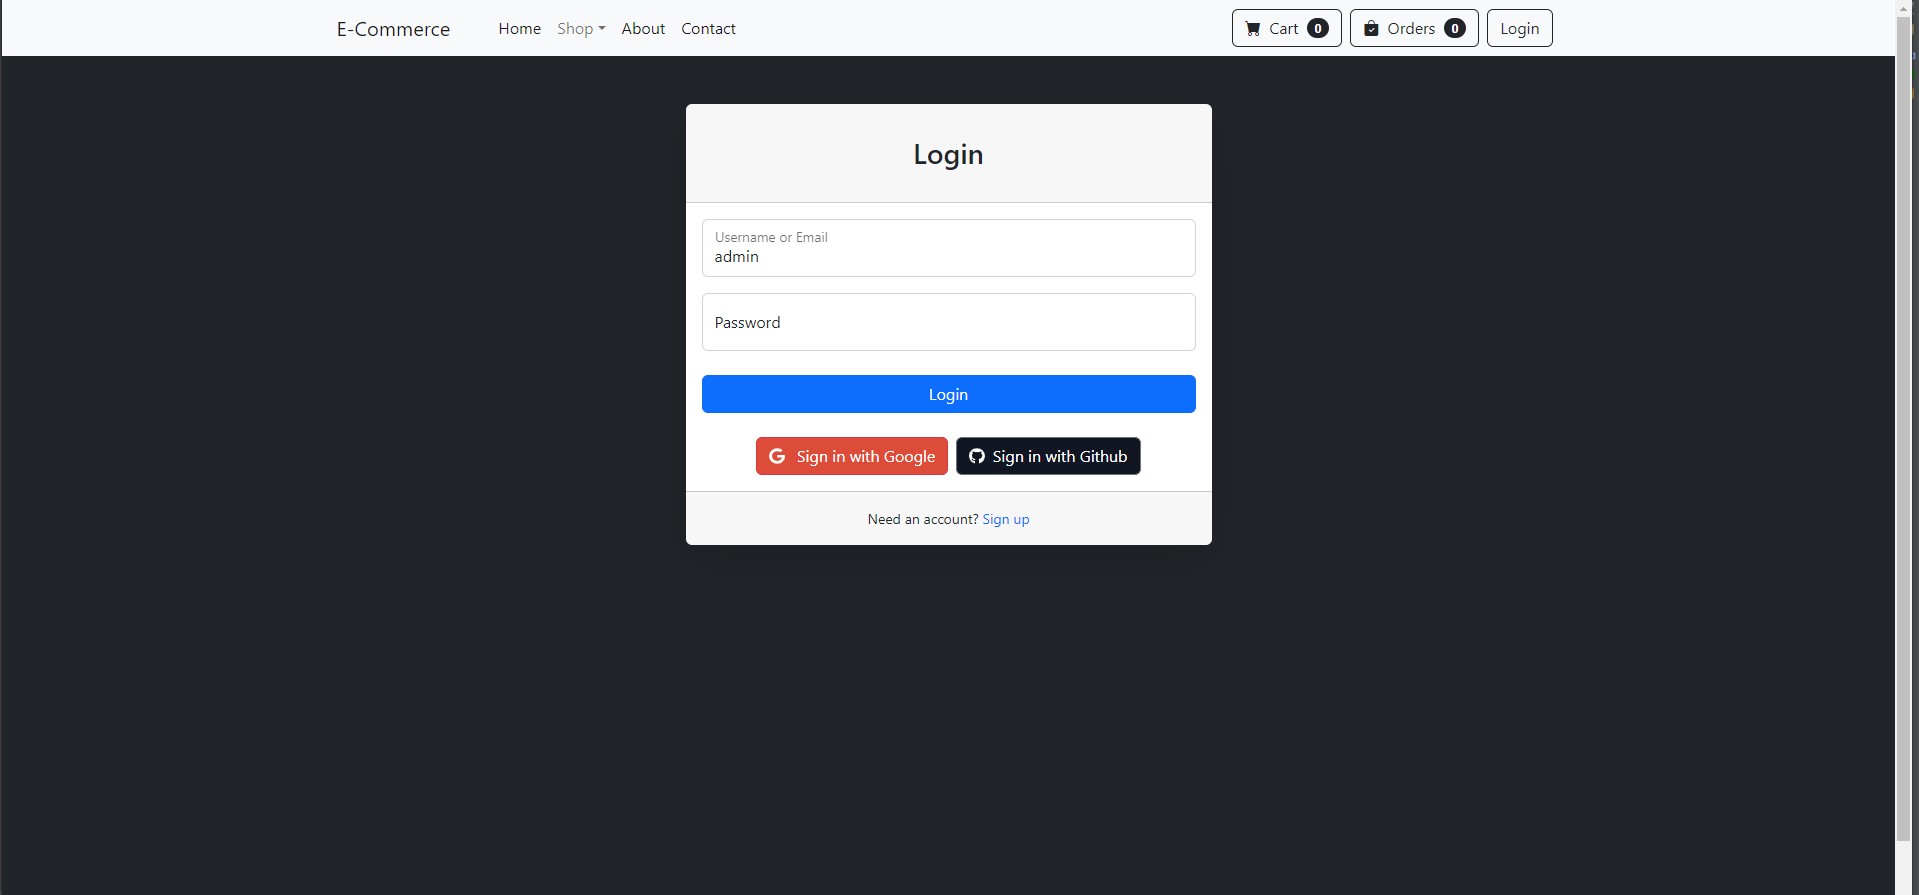 E-Commerce Home Shop About Contact Cart 0 Orders 0 Login
Login
Username or Email
admin
Password
Login
Sign in with Google Sign in with Github
Need an account? Sign up